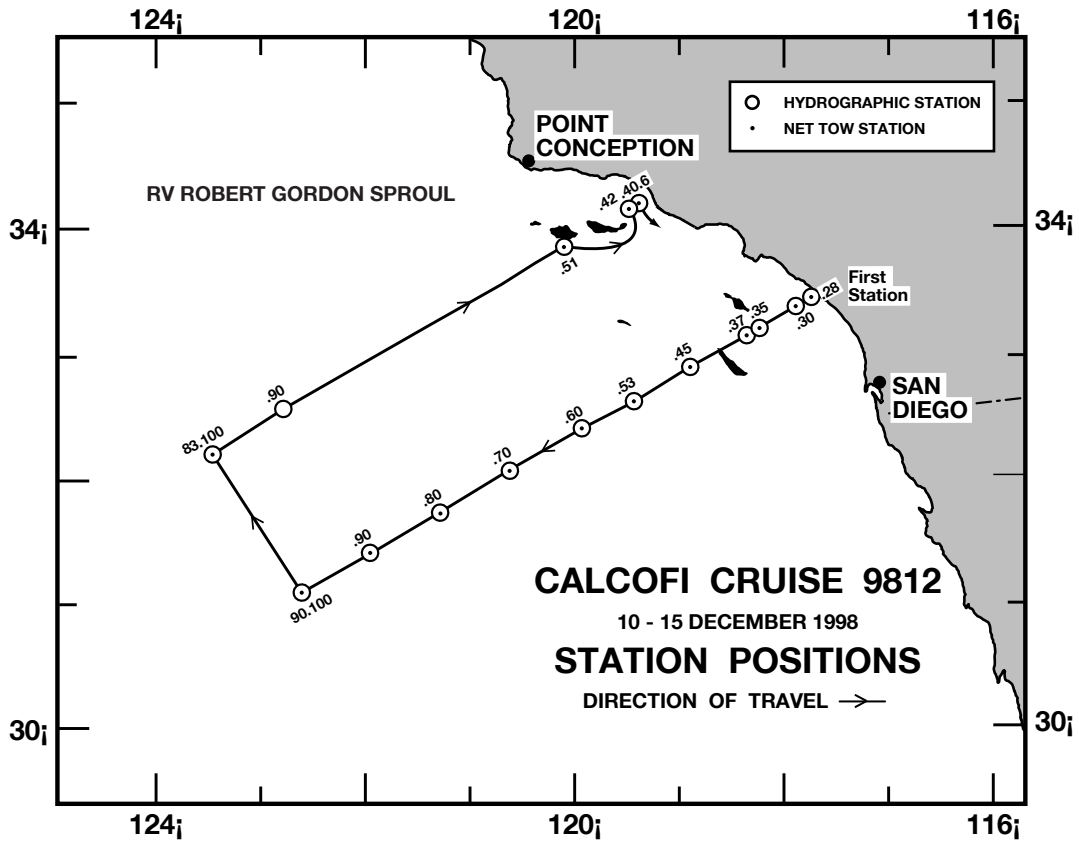 124¡
120¡
116¡
HYDROGRAPHIC STATION
NET TOW STATION
POINT
CONCEPTION
RV ROBERT GORDON SPROUL
.42
.40.6
34¡
34¡
.51
First
Station
.28
.30
.35
.37
.45
.53
.60
.70
.80
.90
90.100
83.100
.90
SAN
DIEGO
CALCOFI CRUISE 9812
10 - 15 DECEMBER 1998
STATION POSITIONS
DIRECTION OF TRAVEL
30¡
30¡
124¡
120¡
116¡